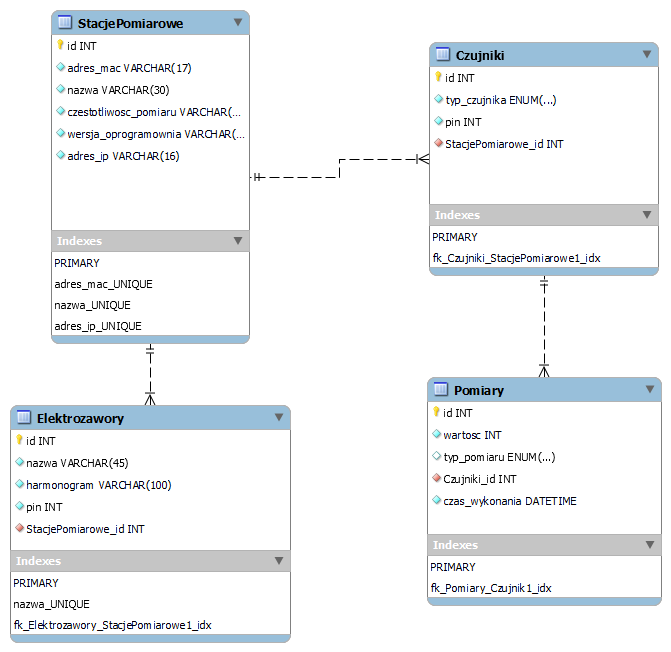 StacjePomiarowe
id INT
adres_mac VARCHAR(17)
nazwa VARCHAR(30)
czestotliwosc_pomiaru VARCHAR(...
wersja_oprogramownia VARCHAR(...
adres_ip VARCHAR(16)
Indexes
PRIMARY
adres_mac_UNIQUE
nazwa_UNIQUE
adres_ip_UNIQUE
Czujniki
id INT
typ_czujnika ENUM(...)
pin INT
StacjePomiarowe_id INT
Indexes
PRIMARY
fk_Czujniki_StacjePomiarowe1_idx
Elektrozawory
id INT
nazwa VARCHAR(45)
harmonogram VARCHAR(100)
pin INT
StacjePomiarowe_id INT
Indexes
PRIMARY
nazwa_UNIQUE
fk_Elektrozawory_StacjePomiarowe1_idx
Pomiary
id INT
wartosc INT
typ_pomiaru ENUM(...)
Czujniki_id INT
czas_wykonania DATETIME
Indexes
PRIMARY
fk_Pomiary_Czujnik1_idx